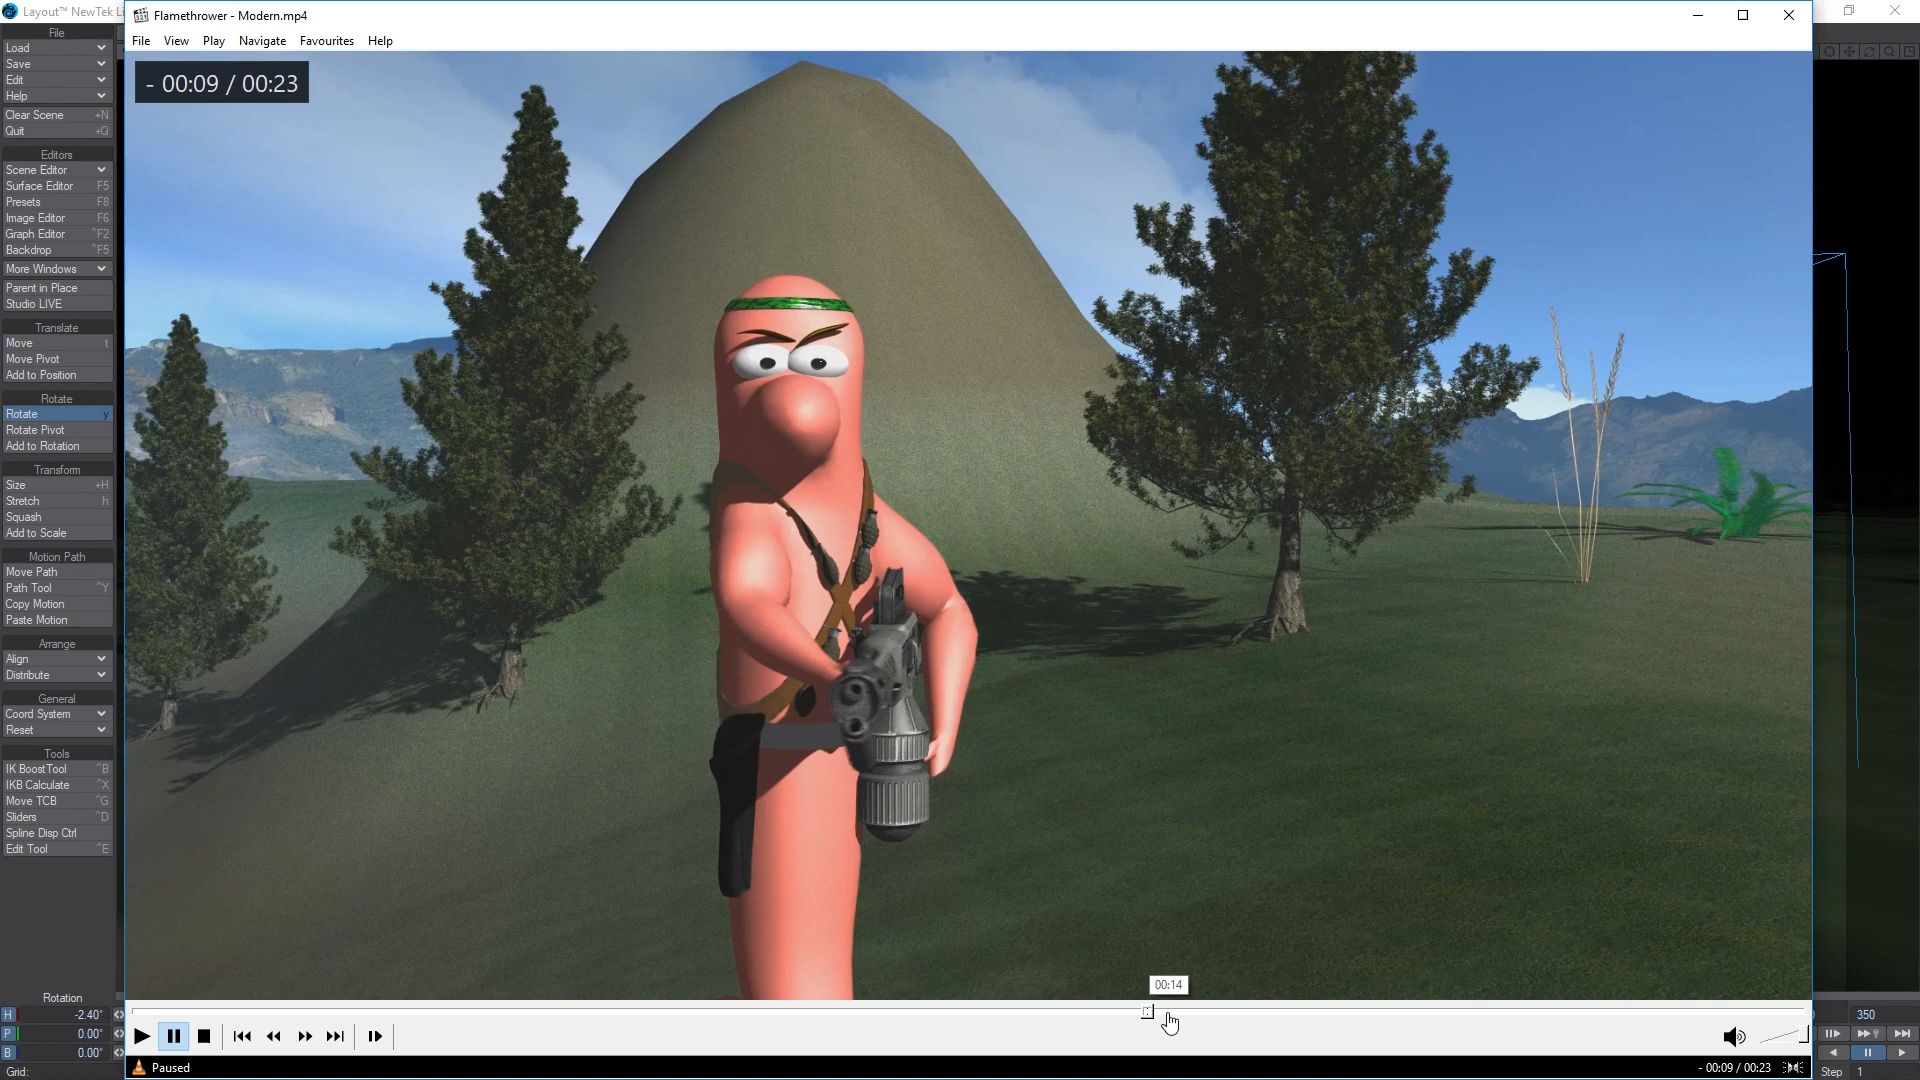 Layout™ NewTek Li
Flamethrower - Modern.mp4
File View Play Navigate Favourites Help
- 00:09 / 00:23
File
Load
Save
Edit
Help
Clear Scene +N
Quit +Q
Editors
Scene Editor
Surface Editor F5
Presets F8
Image Editor F6
Graph Editor ^F2
Backdrop ^F5
More Windows
Parent in Place
Studio LIVE
Translate
Move t
Move Pivot
Add to Position
Rotate
Rotate y
Rotate Pivot
Add to Rotation
Transform
Size +H
Stretch h
Squash
Add to Scale
Motion Path
Move Path
Path Tool ^Y
Copy Motion
Paste Motion
Arrange
Align
Distribute
General
Coord System
Reset
Tools
IK BoostTool ^B
IKB Calculate ^X
Move TCB ^G
Sliders ^D
Spline Disp Ctrl
Edit Tool ^E
Rotation
H -2.40°
P 0.00°
B 0.00°
Grid:
00:14
Paused
- 00:09 / 00:23
350
Step 1